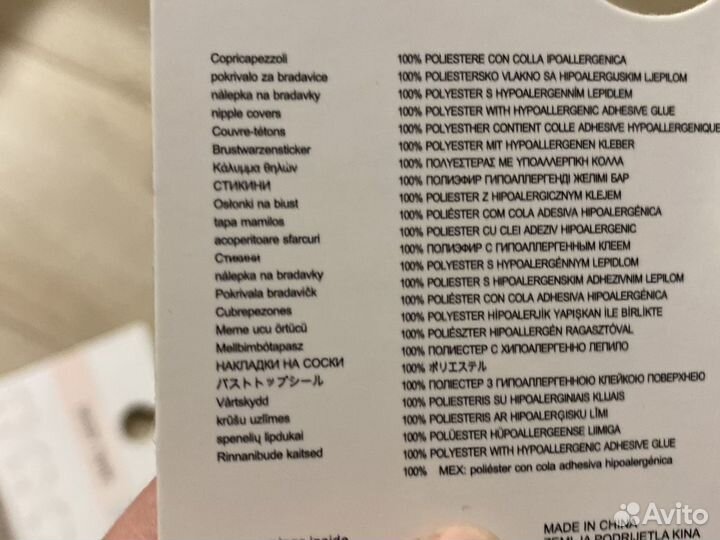 Copricapezzoli 100% POLIESTERE CON COLLA IPOALLERGENICA
pokrivalo za bradavice 100% POLIESTERSKO VLAKNO SA HIPOALERGIJSKIM LJEPILOM
nálepka na bradavky 100% POLYESTER S HYPOALERGENNÍM LEPIDLEM
nipple covers 100% POLYESTER WITH HYPOALLERGENIC ADHESIVE GLUE
Couvre-tétons 100% POLYESTHER CONTIENT COLLE ADHESIVE HYPOALLERGENIQUE
Brustwarzensticker 100% POLYESTER MIT HYPOALLERGENEN KLEBER
Κάλυμμα θηλών 100% ΠΟΛΥΕΣΤΕΡΑΣ ΜΕ ΥΠΟΑΛΛΕΡΓΙΚΗ ΚΟΛΛΑ
СТИКИНИ 100% ПОЛИЭФИР ГИПОАЛЛЕРГЕНДІ ЖЕЛІМІ БАР
Osłonki na biust 100% POLIESTER Z HIPOALERGICZNYM KLEJEM
tapa mamilos 100% POLIÉSTER COM COLA ADESIVA HIPOALERGÉNICA
acoperitoare sfarcuri 100% POLIESTER CU CLEI ADEZIV HIPOALERGENIC
Стикини 100% ПОЛИЭФИР С ГИПОАЛЛЕРГЕННЫМ КЛЕЕМ
nálepka na bradavky 100% POLYESTER S HYPOALERGÉNNYM LEPIDLOM
Pokrivala bradavičk 100% POLIESTER S HIPOALERGENSKIM ADHEZIVNIM LEPILOM
Cubrepezones 100% POLIÉSTER CON COLA ADHESIVA HIPOALERGÉNICA
Meme ucu örtücü 100% POLYESTER HİPOALERJİK YAPIŞKAN İLE BİRLİKTE
Mellbimbótapasz 100% POLIÉSZTER HIPOALLERGÉN RAGASZTÓVAL
НАКЛАДКИ НА СОСКИ 100% ПОЛИЕСТЕР С ХИПОАЛЕРГЕННО ЛЕПИЛО
バストトップシール 100% ポリエステル
Vårtskydd 100% ПОЛІЕСТЕР З ГІПОАЛЛЕРГЕННОЮ КЛЕЙКОЮ ПОВЕРХНЕЮ
krūšu uzlīmes 100% POLIESTERIS SU HIPOALERGINIAIS KLIJAIS
spenelių lipdukai 100% POLIESTERIS AR HIPOALERĢISKU LĪMI
Rinnanibude kaitsed 100% POLÜESTER HÜPOALLERGEENSE LIIMIGA
100% POLYESTER WITH HYPOALLERGENIC ADHESIVE GLUE
100% MEX: poliéster con cola adhesiva hipoalergénica
inside
MADE IN CHINA
ZEMLJA PODRIJETLA KINA
Avito